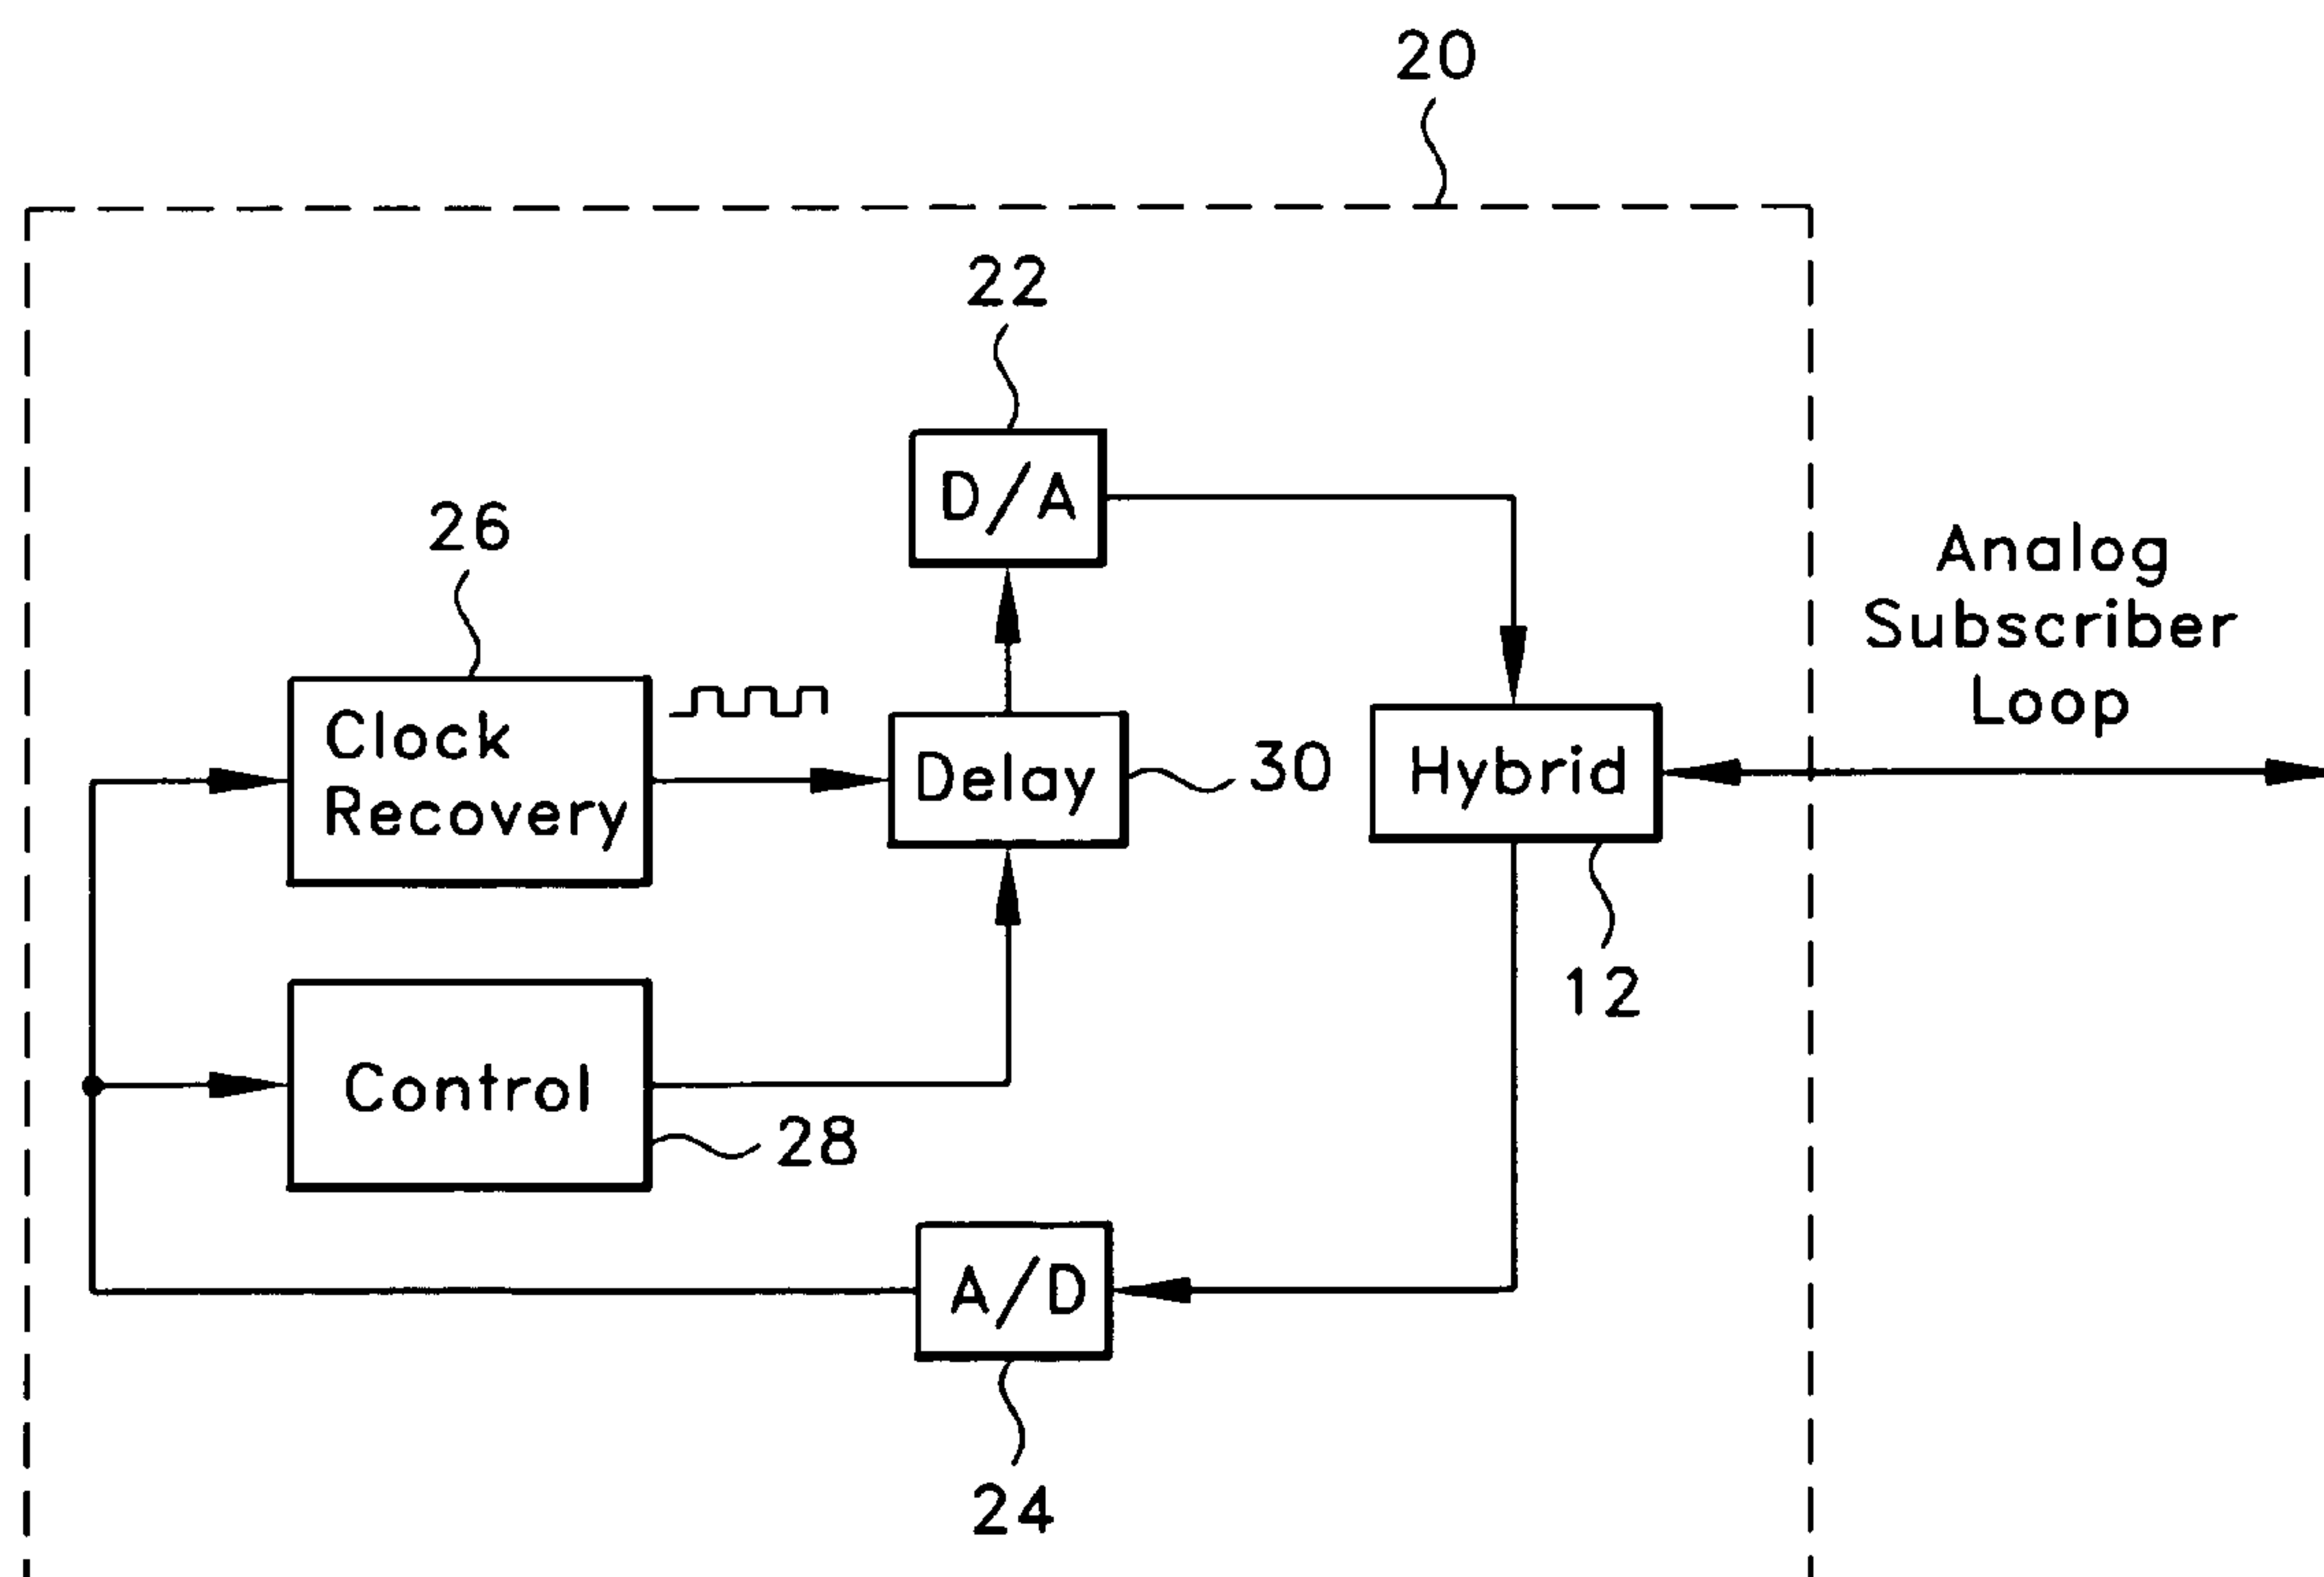 20
22
D/A
26
Analog
Subscriber
Loop
Clock
Recovery
Delay
30
Hybrid
12
Control
28
A/D
24